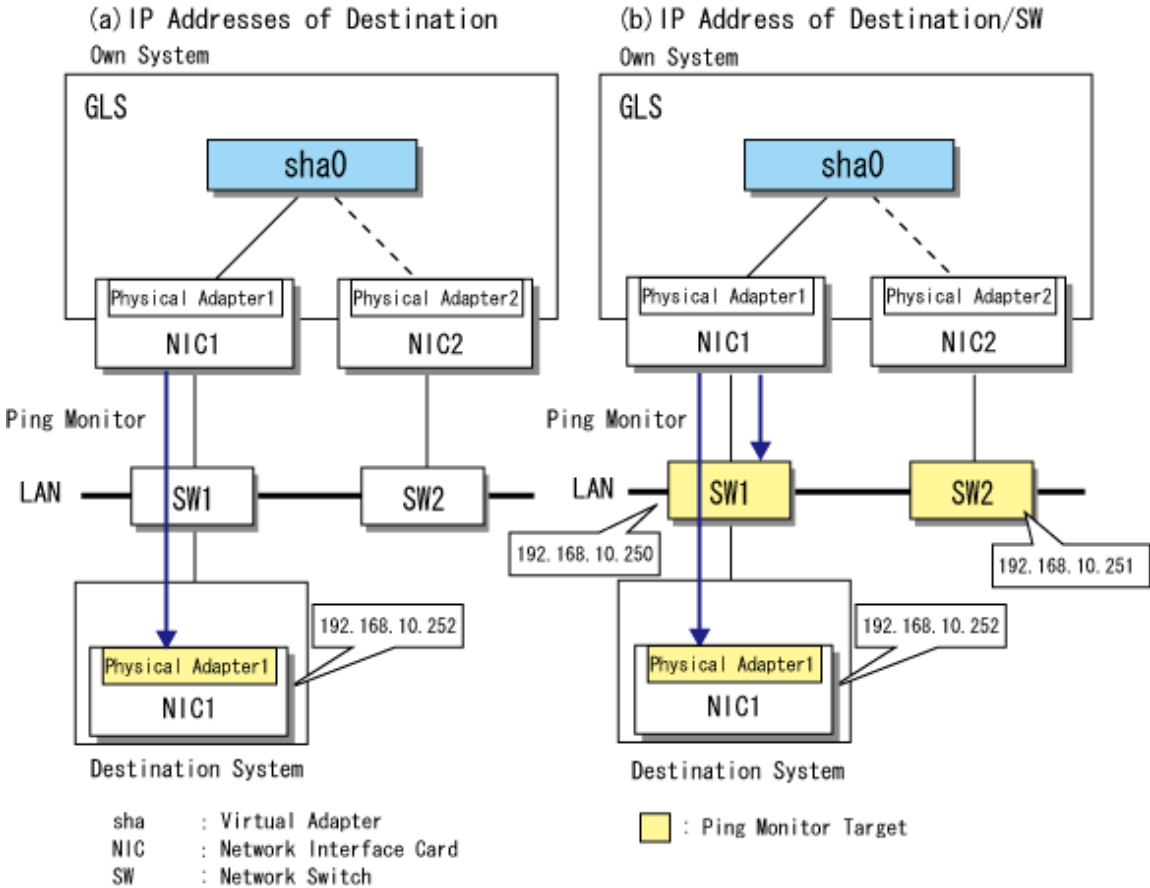 (a)IP Addresses of Destination
Own System
GLS
sha0
Physical Adapter1
Physical Adapter2
NIC1
NIC2
Ping Monitor
LAN
SW1
SW2
192.168.10.252
Physical Adapter1
NIC1
Destination System
sha : Virtual Adapter
NIC : Network Interface Card
SW : Network Switch
(b)IP Address of Destination/SW
Own System
GLS
sha0
Physical Adapter1
Physical Adapter2
NIC1
NIC2
Ping Monitor
LAN
SW1
SW2
192.168.10.250
192.168.10.251
192.168.10.252
Physical Adapter1
NIC1
Destination System
: Ping Monitor Target